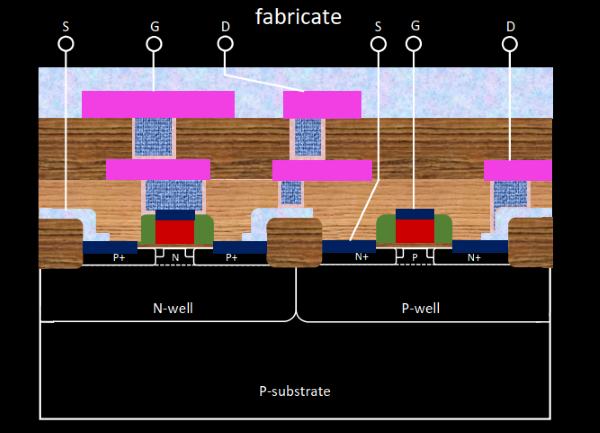 fabricate
S G D S G D
P+ N P+ N+ P N+
N-well P-well
P-substrate